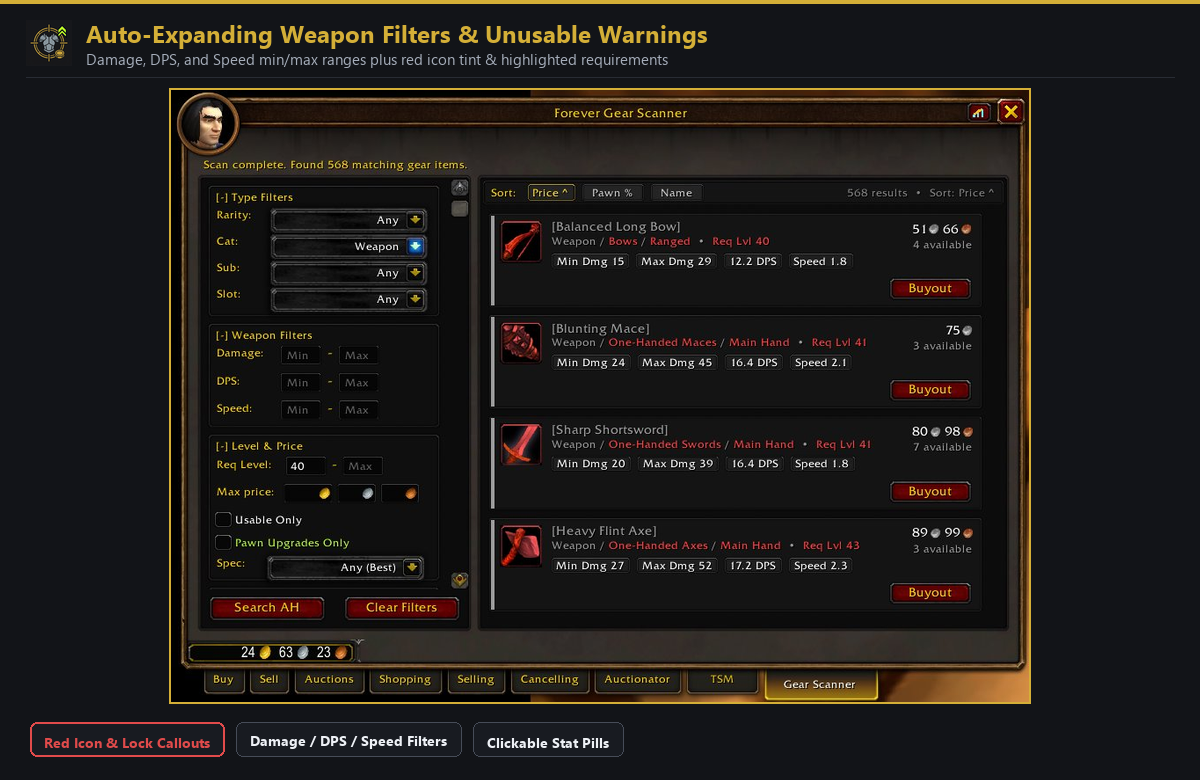 Auto-Expanding Weapon Filters & Unusable Warnings
Damage, DPS, and Speed min/max ranges plus red icon tint & highlighted requirements
Forever Gear Scanner
Scan complete. Found 568 matching gear items.
[-] Type Filters
Rarity: Any
Cat: Weapon
Sub: Any
Slot: Any
[-] Weapon Filters
Damage: Min - Max
DPS: Min - Max
Speed: Min - Max
[-] Level & Price
Req Level: 40 - Max
Max price:
Usable Only
Pawn Upgrades Only
Spec: Any (Best)
Search AH Clear Filters
Sort: Price ^ Pawn % Name 568 results • Sort: Price ^
[Balanced Long Bow] 51 66
Weapon / Bows / Ranged • Req Lvl 40 4 available
Min Dmg 15 Max Dmg 29 12.2 DPS Speed 1.8
Buyout
[Blunting Mace] 75
Weapon / One-Handed Maces / Main Hand • Req Lvl 41 3 available
Min Dmg 24 Max Dmg 45 16.4 DPS Speed 2.1
Buyout
[Sharp Shortsword] 80 98
Weapon / One-Handed Swords / Main Hand • Req Lvl 41 7 available
Min Dmg 20 Max Dmg 39 16.4 DPS Speed 1.8
Buyout
[Heavy Flint Axe] 89 99
Weapon / One-Handed Axes / Main Hand • Req Lvl 43 3 available
Min Dmg 27 Max Dmg 52 17.2 DPS Speed 2.3
Buyout
24 63 23
Buy Sell Auctions Shopping Selling Cancelling Auctionator TSM Gear Scanner
Red Icon & Lock Callouts Damage / DPS / Speed Filters Clickable Stat Pills